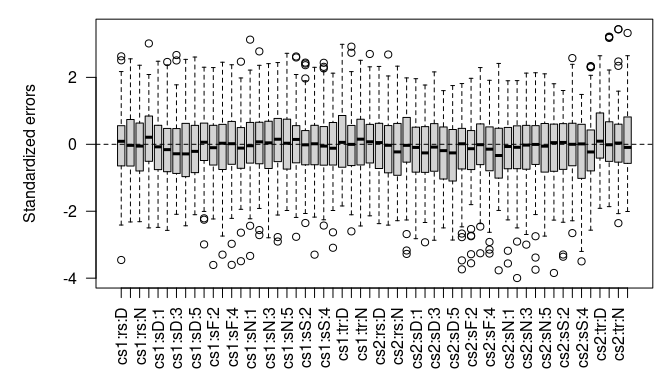 Standardized errors
2
0
-2
-4
cs1:rs:D
cs1:rs:N
cs1:sD:1
cs1:sD:3
cs1:sD:5
cs1:sF:2
cs1:sF:4
cs1:sN:1
cs1:sN:3
cs1:sN:5
cs1:sS:2
cs1:sS:4
cs1:tr:D
cs1:tr:N
cs2:rs:D
cs2:rs:N
cs2:sD:1
cs2:sD:3
cs2:sD:5
cs2:sF:2
cs2:sF:4
cs2:sN:1
cs2:sN:3
cs2:sN:5
cs2:sS:2
cs2:sS:4
cs2:tr:D
cs2:tr:N